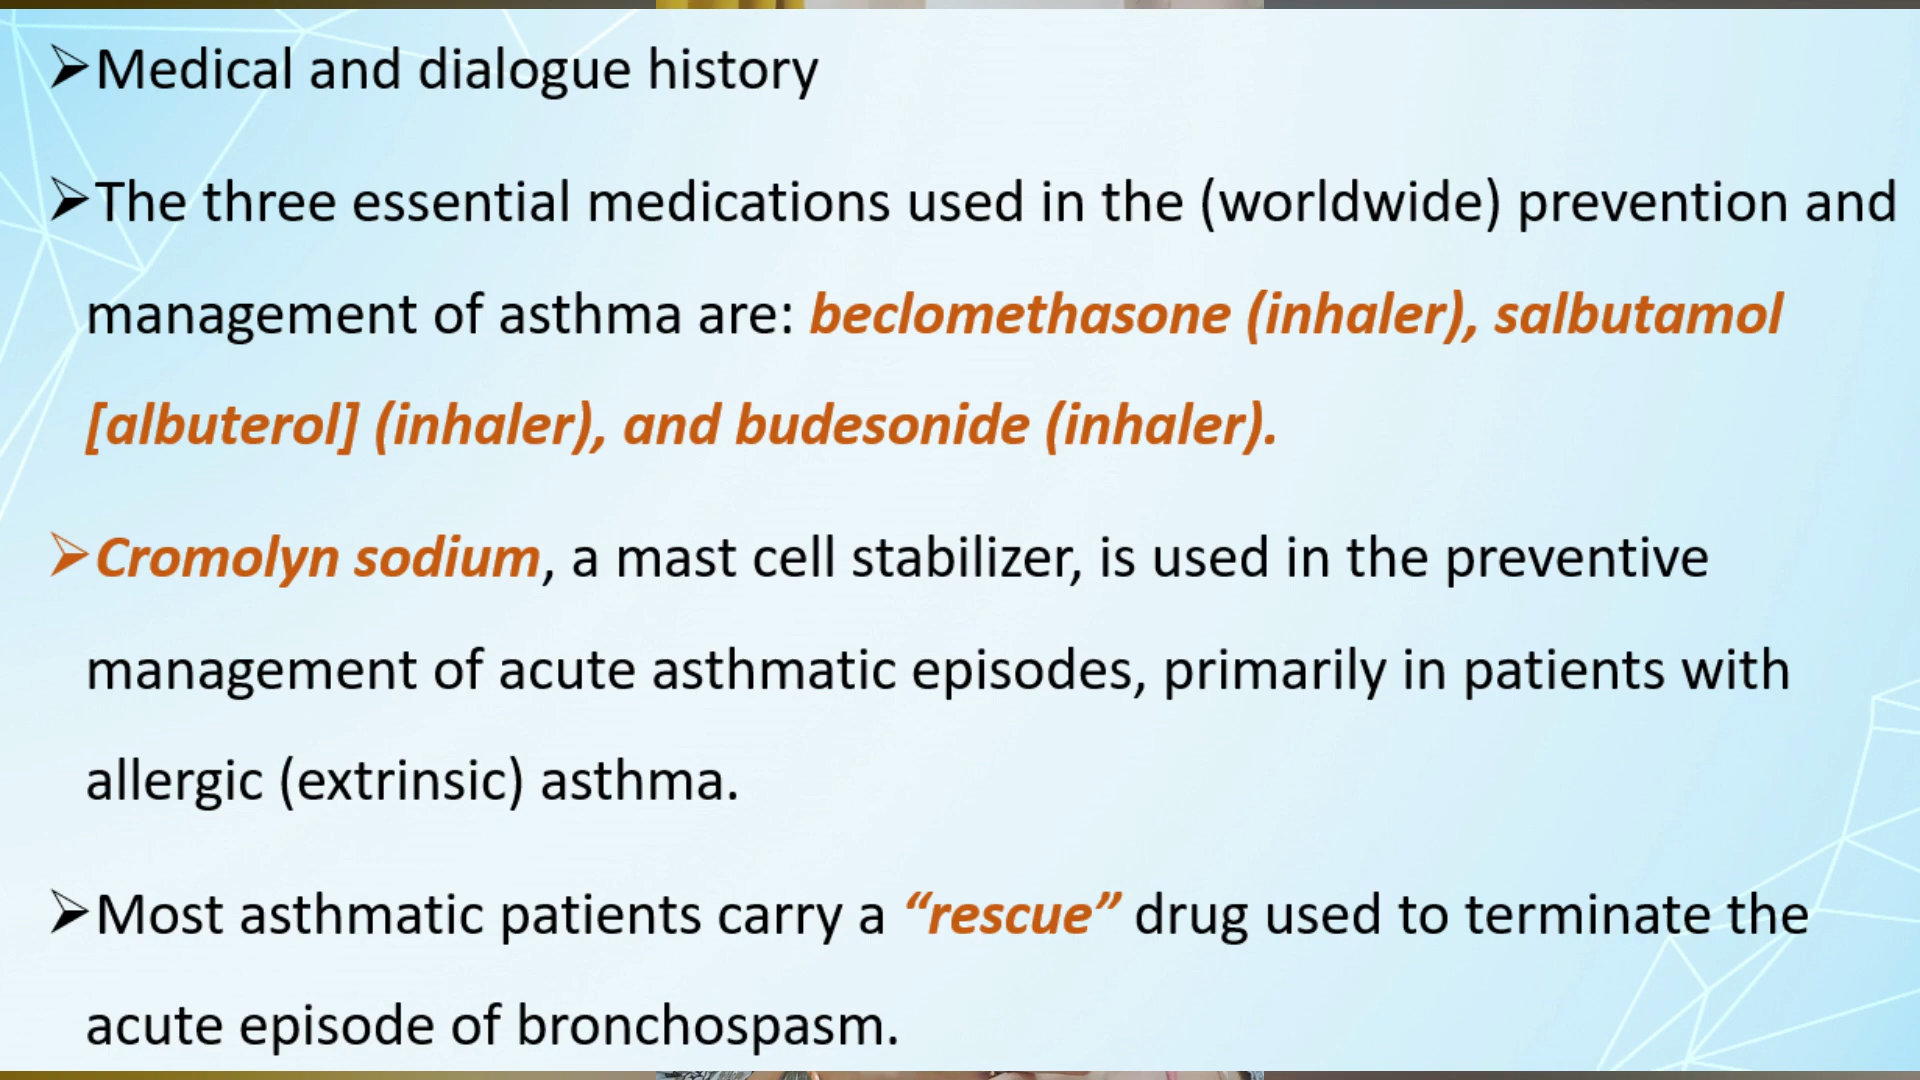 ➢Medical and dialogue history
➢The three essential medications used in the (worldwide) prevention and
management of asthma are: beclomethasone (inhaler), salbutamol
[albuterol] (inhaler), and budesonide (inhaler).
➢Cromolyn sodium, a mast cell stabilizer, is used in the preventive
management of acute asthmatic episodes, primarily in patients with
allergic (extrinsic) asthma.
➢Most asthmatic patients carry a “rescue” drug used to terminate the
acute episode of bronchospasm.